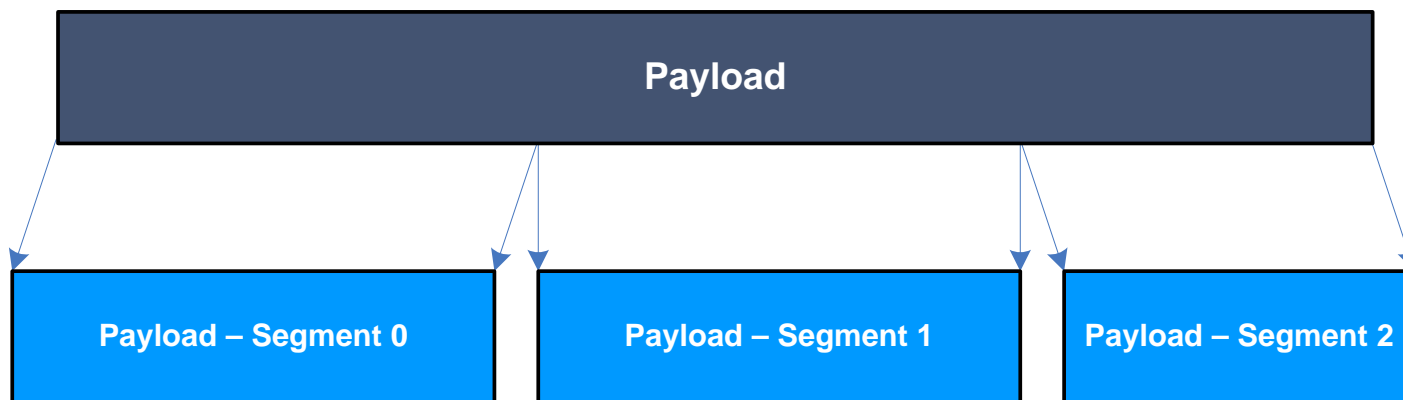 Payload
Payload – Segment 0
Payload – Segment 1
Payload – Segment 2